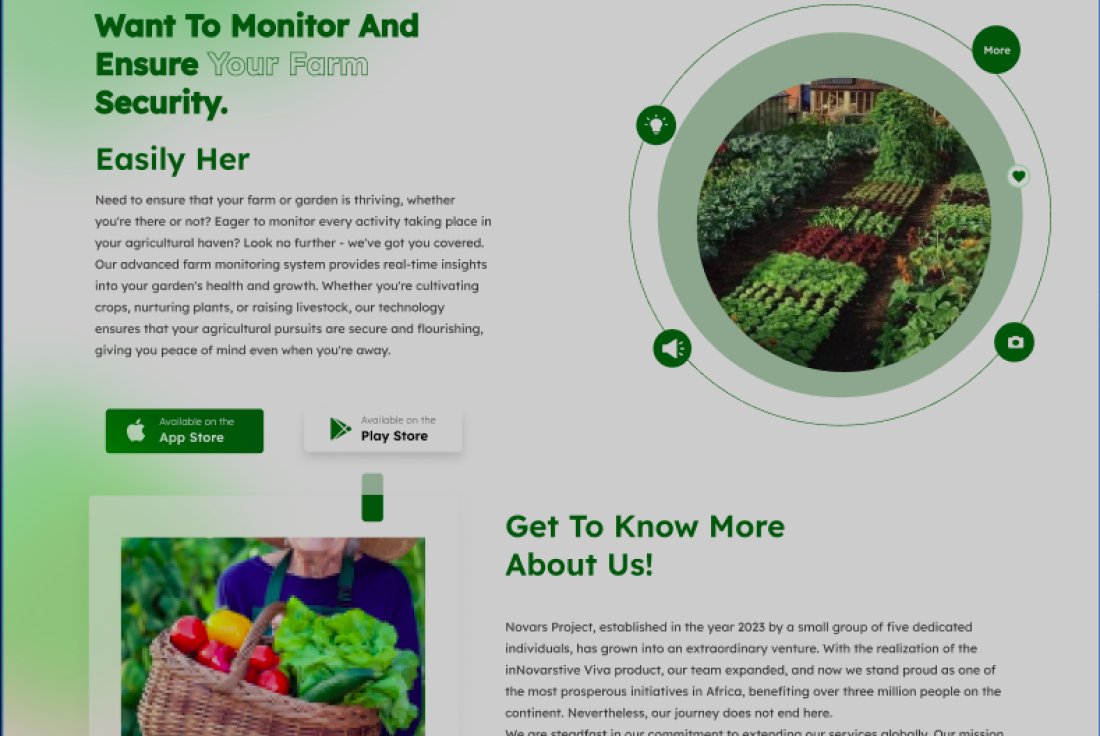 Want To Monitor And
Ensure Your Farm
Security.
More
Easily Her
Need to ensure that your farm or garden is thriving, whether
you're there or not? Eager to monitor every activity taking place in
your agricultural haven? Look no further - we've got you covered.
Our advanced farm monitoring system provides real-time insights
into your garden's health and growth. Whether you're cultivating
crops, nurturing plants, or raising livestock, our technology
ensures that your agricultural pursuits are secure and flourishing,
giving you peace of mind even when you're away.
Available on the
App Store
Available on the
Play Store
Get To Know More
About Us!
Novars Project, established in the year 2023 by a small group of five dedicated
individuals, has grown into an extraordinary venture. With the realization of the
inNovarstive Viva product, our team expanded, and now we stand proud as one of
the most prosperous initiatives in Africa, benefiting over three million people on the
continent. Nevertheless, our journey does not end here.
We are steadfast in our commitment to extending our services globally. Our mission